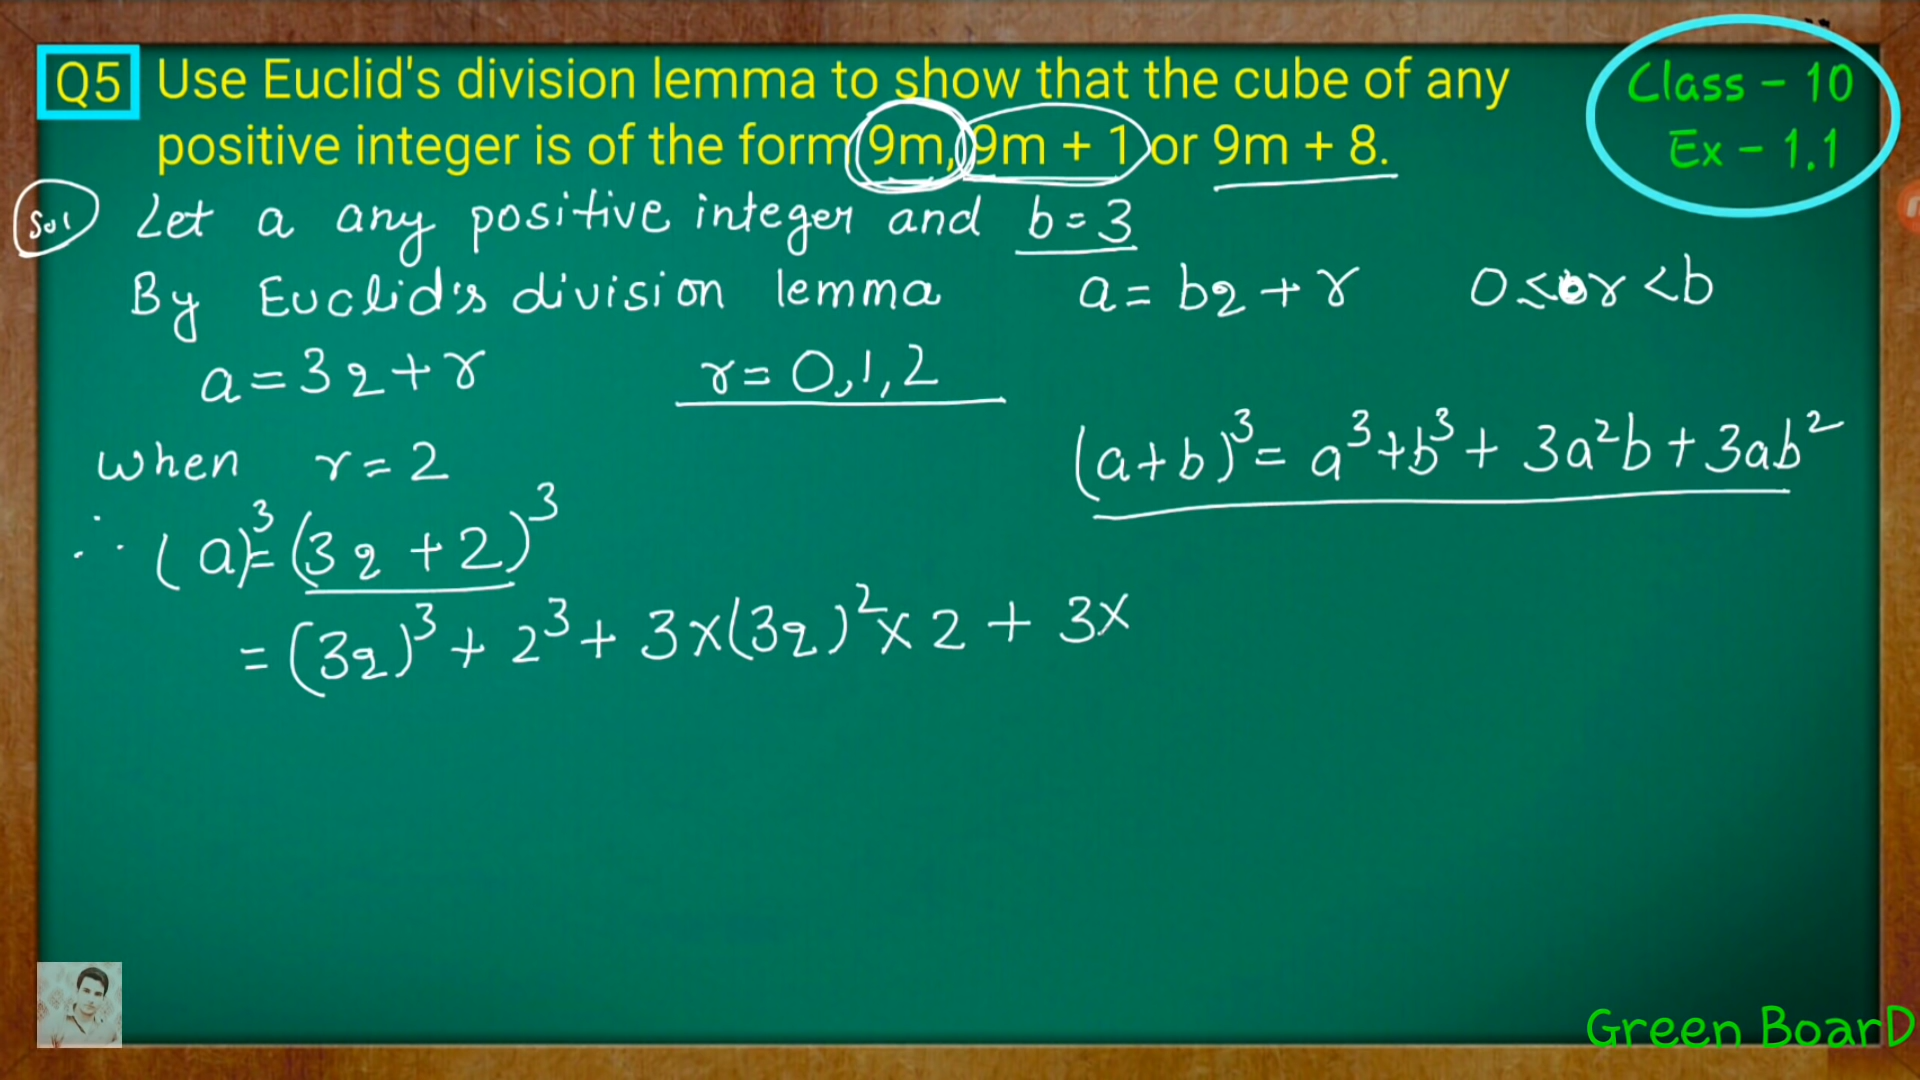 Q5 Use Euclid's division lemma to show that the cube of any
positive integer is of the form 9m, 9m + 1 or 9m + 8.
Class - 10
Ex - 1.1
Sol Let a any positive integer and b = 3
By Euclid's division lemma a = bq + r 0 ≤ r < b
a = 3q + r r = 0, 1, 2
(a+b)³ = a³ + b³ + 3a²b + 3ab²
when r = 2
∴ (a)³ = (3q + 2)³
= (3q)³ + 2³ + 3×(3q)²×2 + 3×
Green BoarD